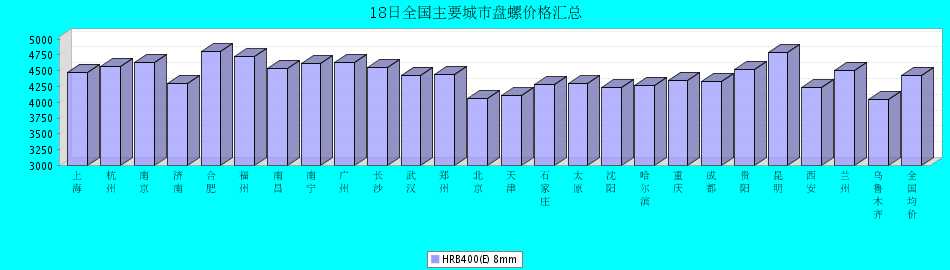 18日全国主要城市盘螺价格汇总
5000
4750
4500
4250
4000
3750
3500
3250
3000
上海
杭州
南京
济南
合肥
福州
南昌
南宁
广州
长沙
武汉
郑州
北京
天津
石家庄
太原
沈阳
哈尔滨
重庆
成都
贵阳
昆明
西安
兰州
乌鲁木齐
全国均价
HRB400(E) 8mm